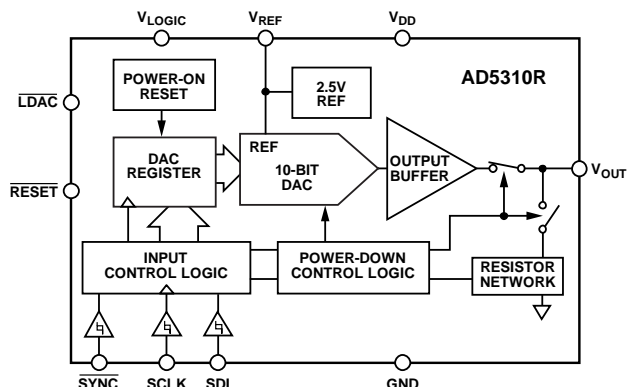 VLOGIC
VREF
VDD
POWER-ON
RESET
2.5V
REF
AD5310R
LDAC
DAC
REGISTER
REF
10-BIT
DAC
OUTPUT
BUFFER
VOUT
RESET
INPUT
CONTROL LOGIC
POWER-DOWN
CONTROL LOGIC
RESISTOR
NETWORK
SYNC
SCLK
SDI
GND